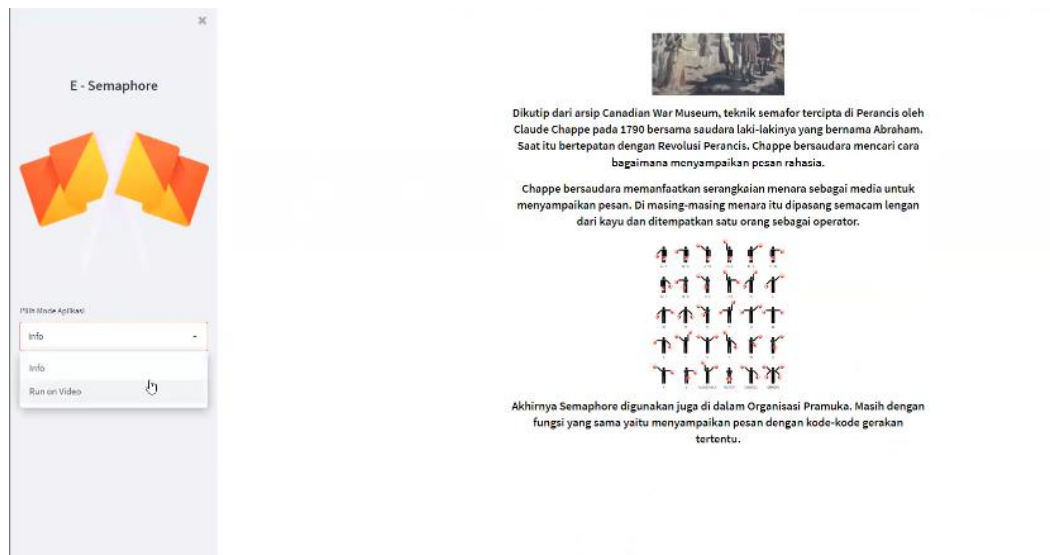 ×
E - Semaphore
Pilih Mode Aplikasi
Info
Info
Run on Video
Dikutip dari arsip Canadian War Museum, teknik semafor tercipta di Perancis oleh
Claude Chappe pada 1790 bersama saudara laki-lakinya yang bernama Abraham.
Saat itu bertepatan dengan Revolusi Perancis. Chappe bersaudara mencari cara
bagaimana menyampaikan pesan rahasia.
Chappe bersaudara memanfaatkan serangkaian menara sebagai media untuk
menyampaikan pesan. Di masing-masing menara itu dipasang semacam lengan
dari kayu dan ditempatkan satu orang sebagai operator.
Akhirnya Semaphore digunakan juga di dalam Organisasi Pramuka. Masih dengan
fungsi yang sama yaitu menyampaikan pesan dengan kode-kode gerakan
tertentu.